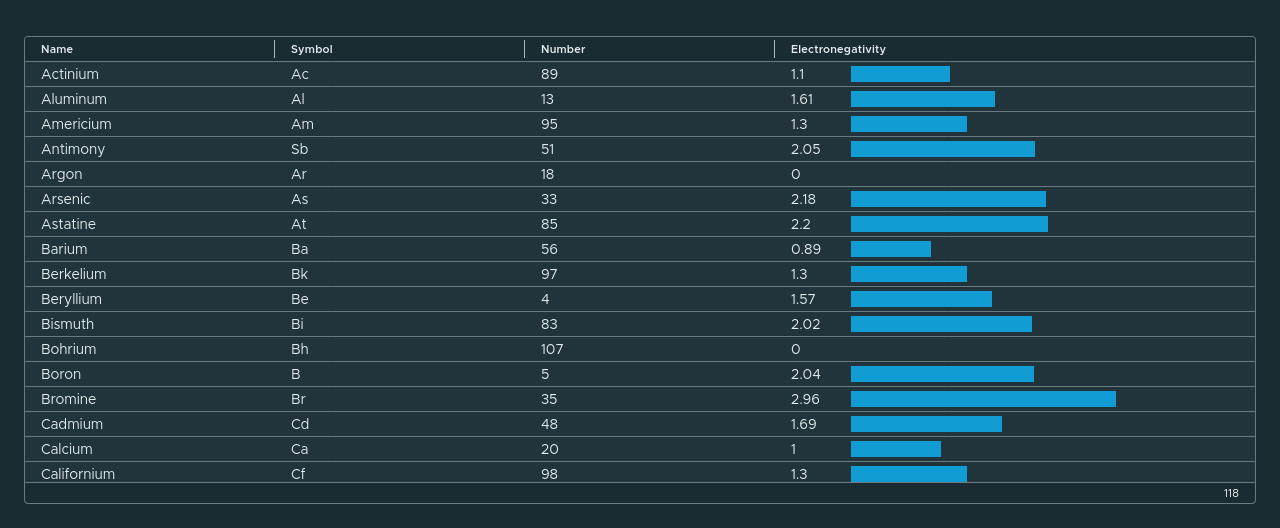 Name Symbol Number Electronegativity
Actinium Ac 89 1.1
Aluminum Al 13 1.61
Americium Am 95 1.3
Antimony Sb 51 2.05
Argon Ar 18 0
Arsenic As 33 2.18
Astatine At 85 2.2
Barium Ba 56 0.89
Berkelium Bk 97 1.3
Beryllium Be 4 1.57
Bismuth Bi 83 2.02
Bohrium Bh 107 0
Boron B 5 2.04
Bromine Br 35 2.96
Cadmium Cd 48 1.69
Calcium Ca 20 1
Californium Cf 98 1.3
118